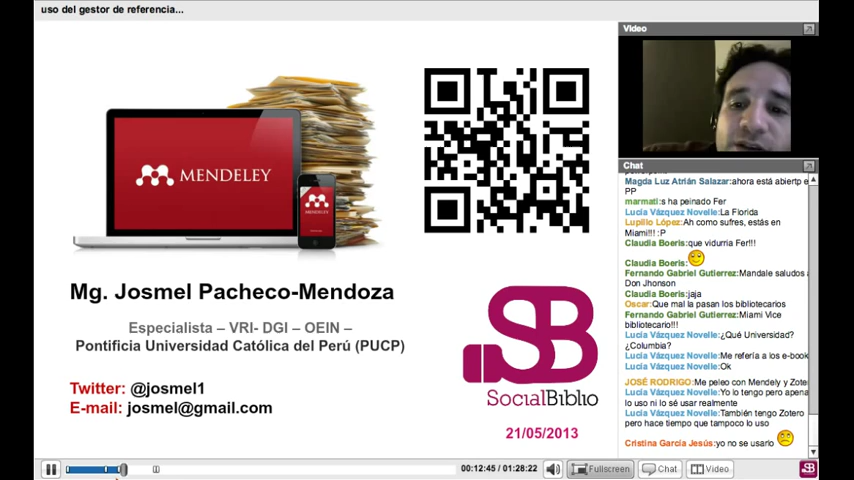 uso del gestor de referencia...
MENDELEY
MENDELEY
Mg. Josmel Pacheco-Mendoza
Especialista – VRI- DGI – OEIN –
Pontificia Universidad Católica del Perú (PUCP)
Twitter: @josmel1
E-mail: josmel@gmail.com
SB
SocialBiblio
21/05/2013
Video
Chat
Magda Luz Atrián Salazar:ahora está abiertp e
PP
marmati:s ha peinado Fer
Lucía Vázquez Novelle:La Florida
Lupillo López:Ah como sufres, estás en
Miami!!! :P
Claudia Boeris:que vidurria Fer!!!
Claudia Boeris:
Fernando Gabriel Gutierrez:Mandale saludos a
Don Jhonson
Claudia Boeris:jaja
Oscar:Que mal la pasan los bibliotecarios
Fernando Gabriel Gutierrez:Miami Vice
bibliotecario!!!
Lucía Vázquez Novelle:¿Qué Universidad?
¿Columbia?
Lucía Vázquez Novelle:Me refería a los e-book
Lucía Vázquez Novelle:Ok
JOSÉ RODRIGO:Me peleo con Mendely y Zote
Lucía Vázquez Novelle:Yo lo tengo pero apena
lo uso ni lo sé usar realmente
Lucía Vázquez Novelle:También tengo Zotero
pero hace tiempo que tampoco lo uso
Cristina García Jesús:yo no se usarlo
00:12:45 / 01:28:22
Fullscreen
Chat
Video
SB